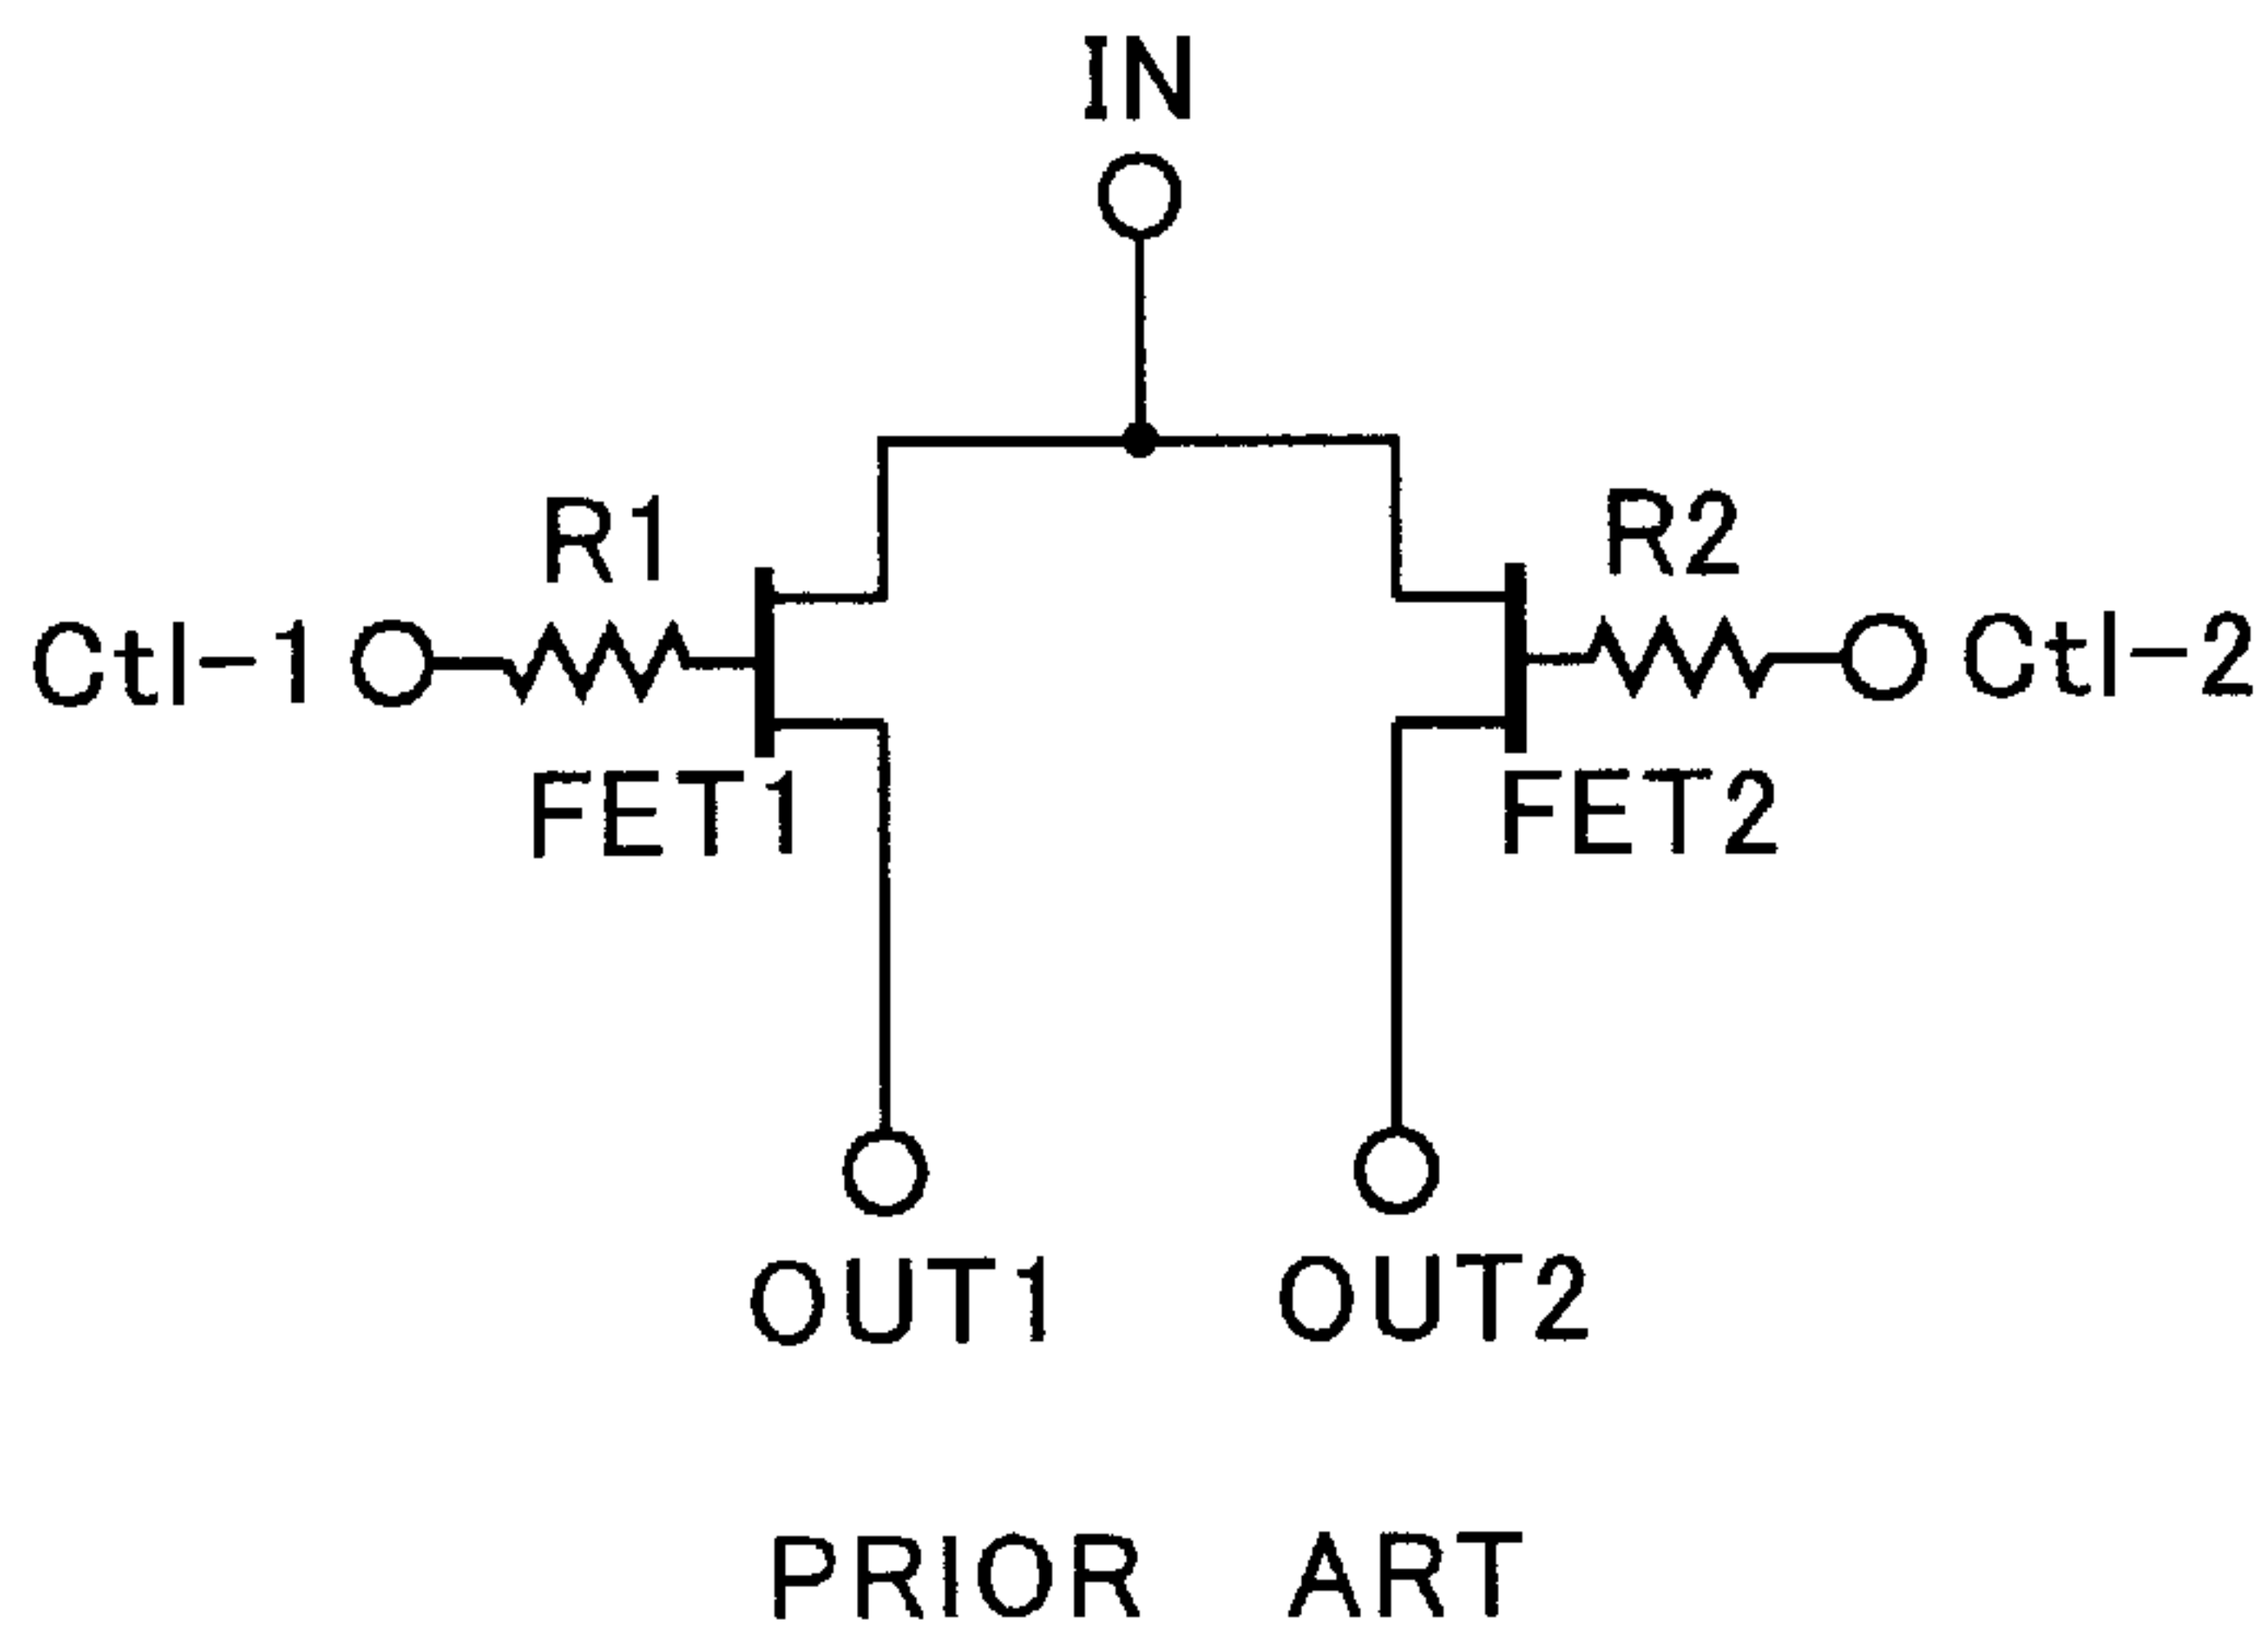 IN
R1
R2
Ctl-1
Ctl-2
FET1
FET2
OUT1
OUT2
PRIOR ART